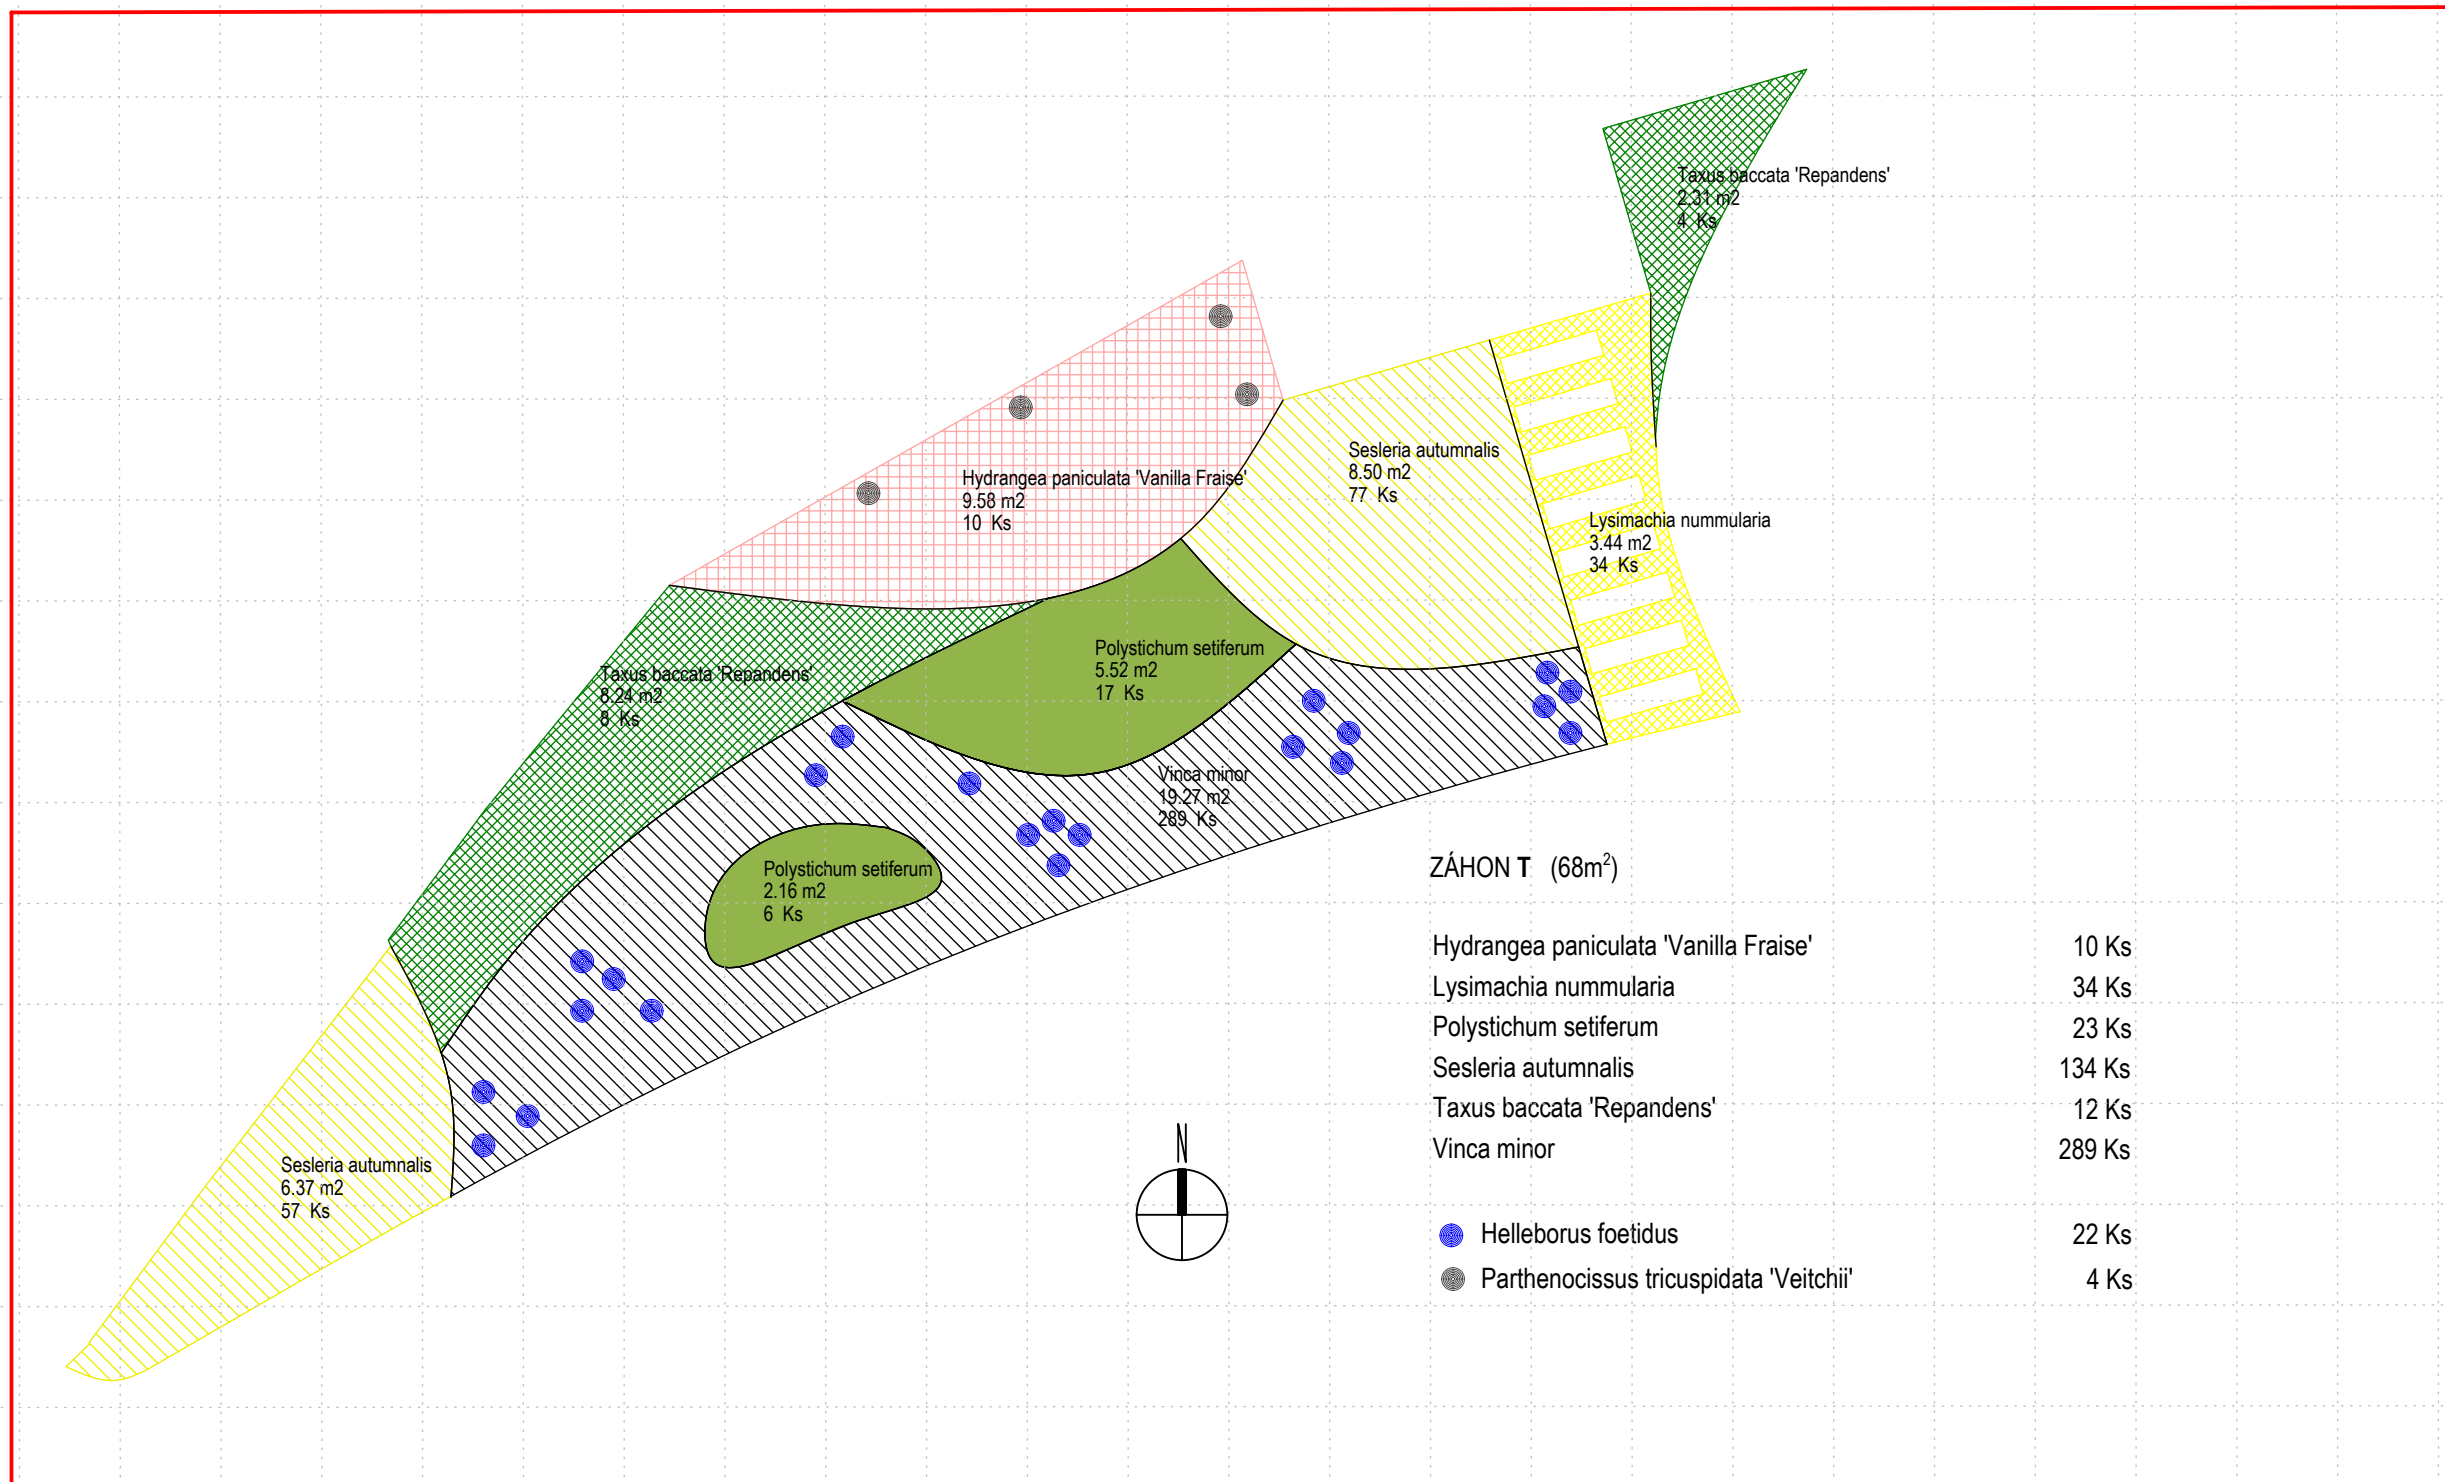 Taxus baccata 'Repandens'
2.31 m2
4 Ks
Hydrangea paniculata 'Vanilla Fraise'
9.58 m2
10 Ks
Sesleria autumnalis
8.50 m2
77 Ks
Lysimachia nummularia
3.44 m2
34 Ks
Polystichum setiferum
5.52 m2
17 Ks
Taxus baccata 'Repandens'
8.24 m2
8 Ks
Vinca minor
19.27 m2
289 Ks
Polystichum setiferum
2.16 m2
6 Ks
Sesleria autumnalis
6.37 m2
57 Ks
N
ZÁHON T (68m²)
Hydrangea paniculata 'Vanilla Fraise' 10 Ks
Lysimachia nummularia 34 Ks
Polystichum setiferum 23 Ks
Sesleria autumnalis 134 Ks
Taxus baccata 'Repandens' 12 Ks
Vinca minor 289 Ks
Helleborus foetidus 22 Ks
Parthenocissus tricuspidata 'Veitchii' 4 Ks